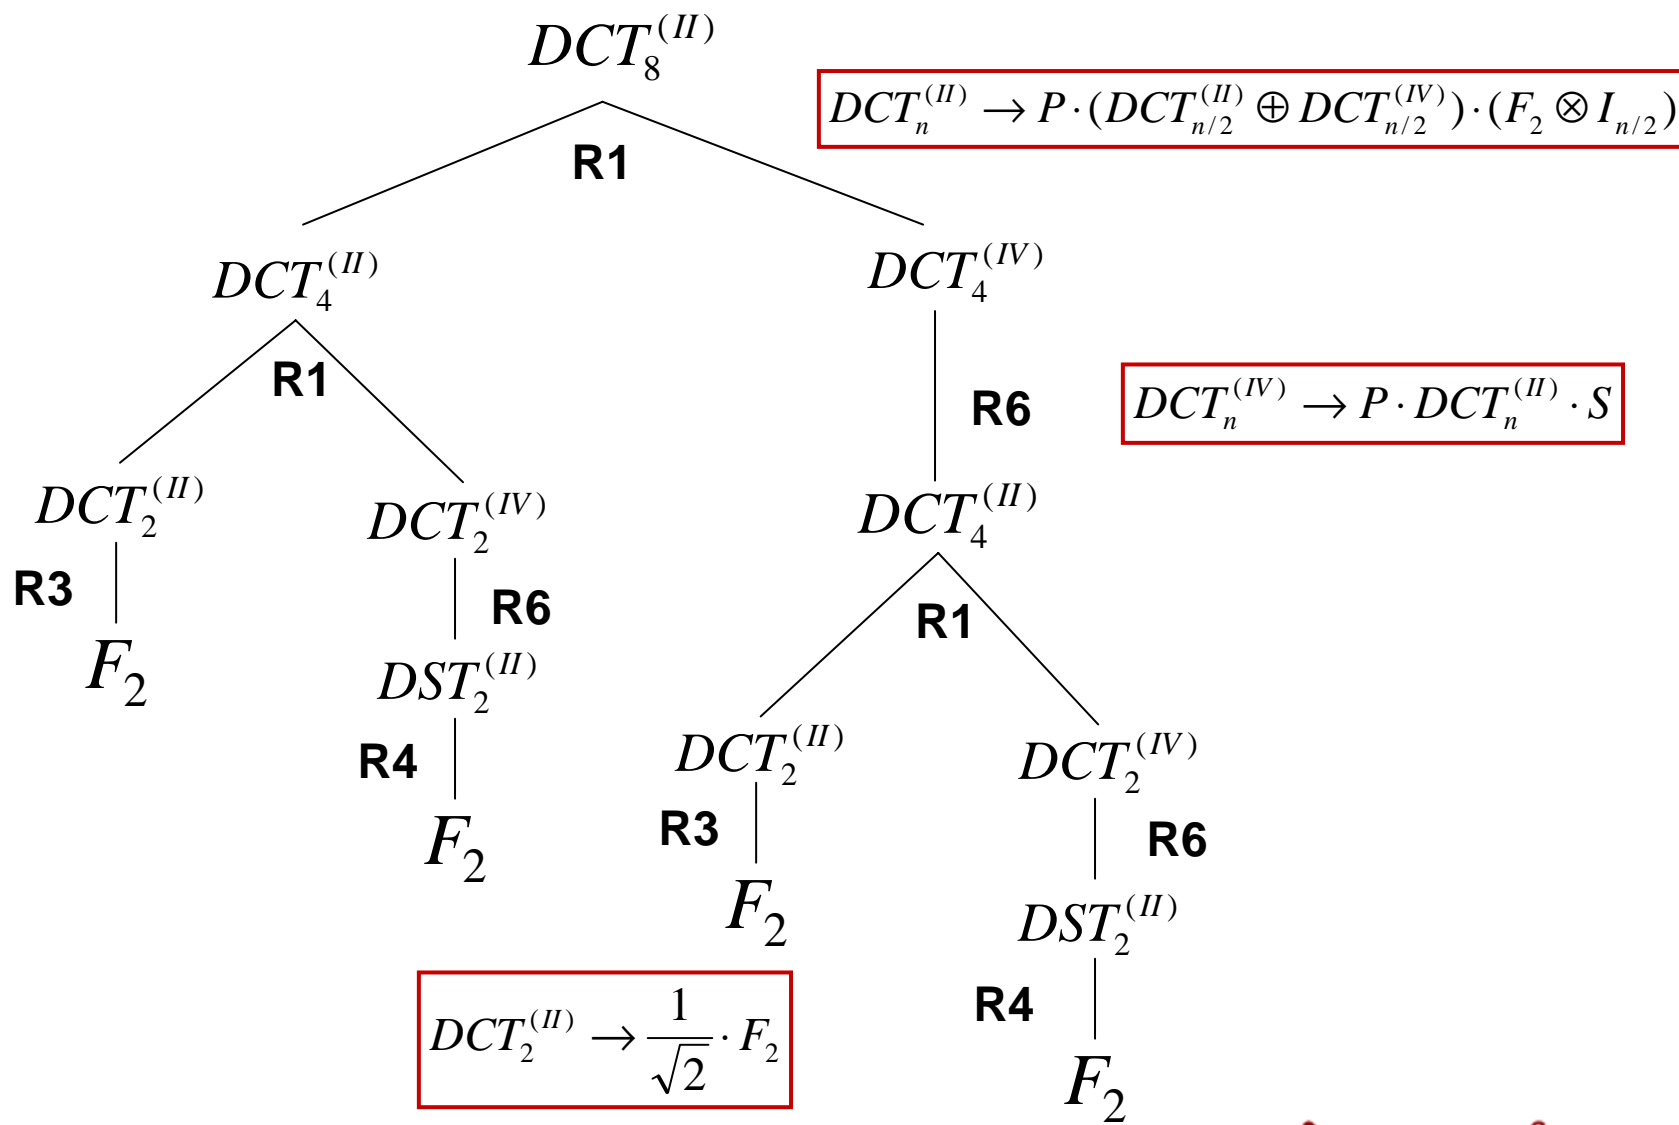 DCT_8^{(II)}
DCT_n^{(II)} → P · (DCT_{n/2}^{(II)} ⊕ DCT_{n/2}^{(IV)}) · (F_2 ⊗ I_{n/2})
R1
DCT_4^{(II)}
DCT_4^{(IV)}
R1
R6
DCT_n^{(IV)} → P · DCT_n^{(II)} · S
DCT_2^{(II)}
DCT_2^{(IV)}
DCT_4^{(II)}
R3
R6
R1
F_2
DST_2^{(II)}
R4
DCT_2^{(II)}
DCT_2^{(IV)}
F_2
R3
R6
F_2
DST_2^{(II)}
DCT_2^{(II)} → \frac{1}{\sqrt{2}} · F_2
R4
F_2